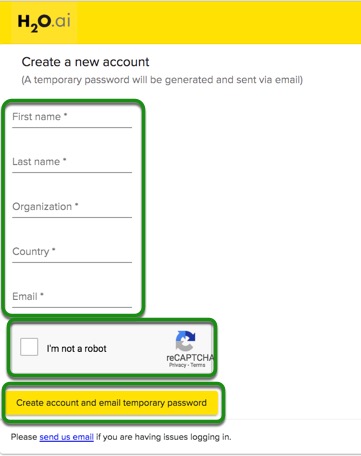 H2O.ai
Create a new account
(A temporary password will be generated and sent via email)
First name *
Last name *
Organization *
Country *
Email *
I'm not a robot
reCAPTCHA
Privacy - Terms
Create account and email temporary password
Please send us email if you are having issues logging in.